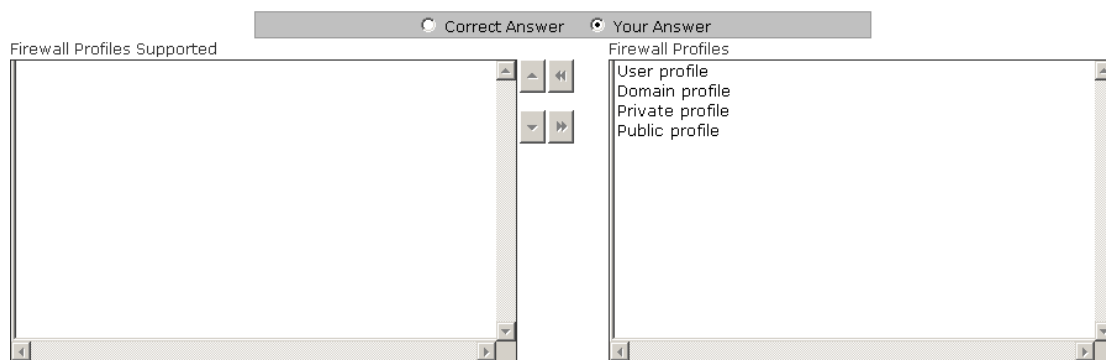 Correct Answer Your Answer
Firewall Profiles Supported
Firewall Profiles
User profile
Domain profile
Private profile
Public profile